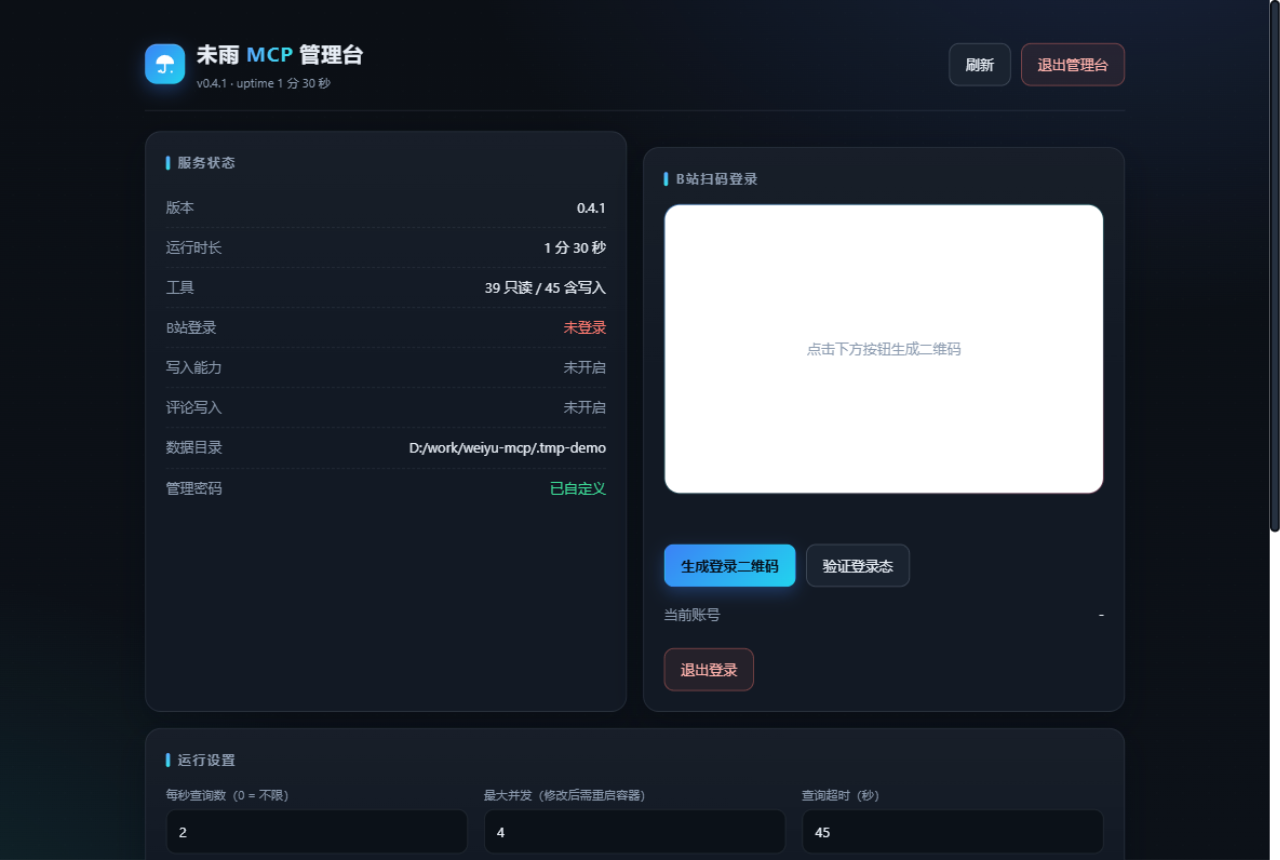 未雨 MCP 管理台
v0.4.1 · uptime 1 分 30 秒
刷新
退出管理台
服务状态
版本 0.4.1
运行时长 1 分 30 秒
工具 39 只读 / 45 含写入
B站登录 未登录
写入能力 未开启
评论写入 未开启
数据目录 D:/work/weiyu-mcp/.tmp-demo
管理密码 已自定义
B站扫码登录
点击下方按钮生成二维码
生成登录二维码
验证登录态
当前账号 -
退出登录
运行设置
每秒查询数（0 = 不限） 最大并发（修改后需重启容器） 查询超时（秒）
2 4 45